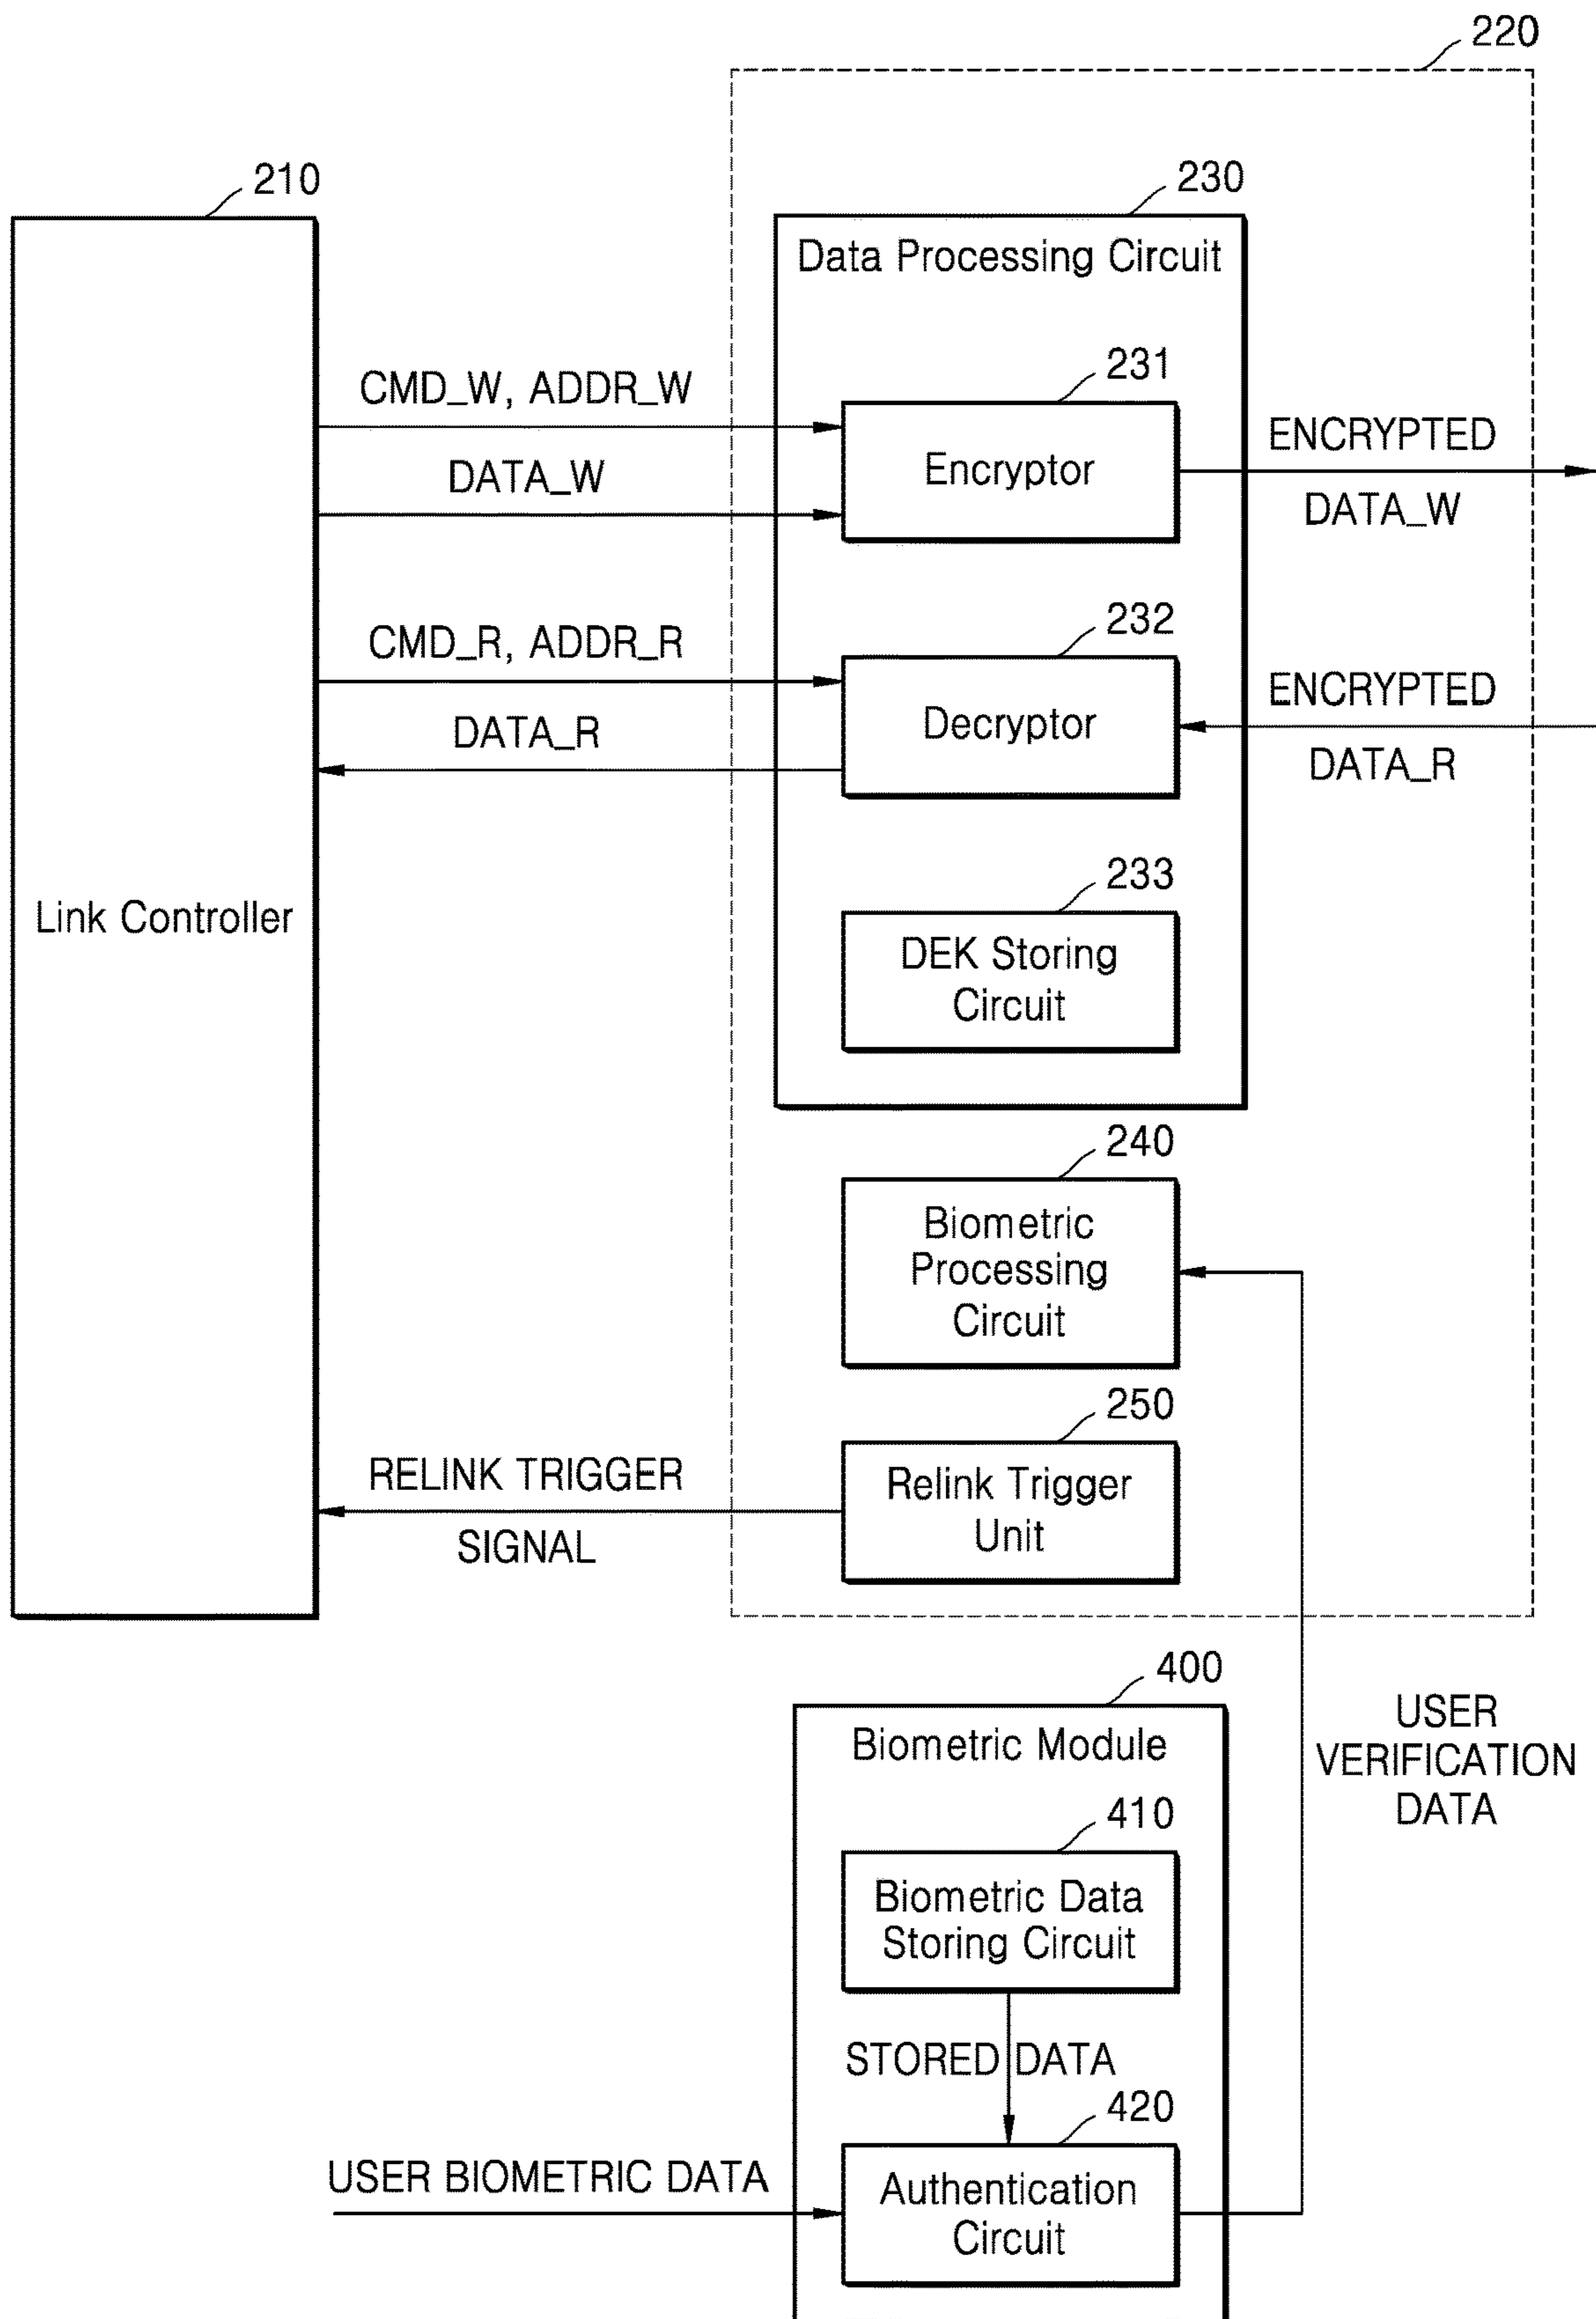 220
210
230
Data Processing Circuit
231
CMD_W, ADDR_W
Encryptor
ENCRYPTED
DATA_W
DATA_W
232
CMD_R, ADDR_R
Decryptor
ENCRYPTED
DATA_R
DATA_R
233
Link Controller
DEK Storing
Circuit
240
Biometric
Processing
Circuit
250
RELINK TRIGGER
SIGNAL
Relink Trigger
Unit
400
Biometric Module
USER
VERIFICATION
DATA
410
Biometric Data
Storing Circuit
STORED DATA
420
USER BIOMETRIC DATA
Authentication
Circuit